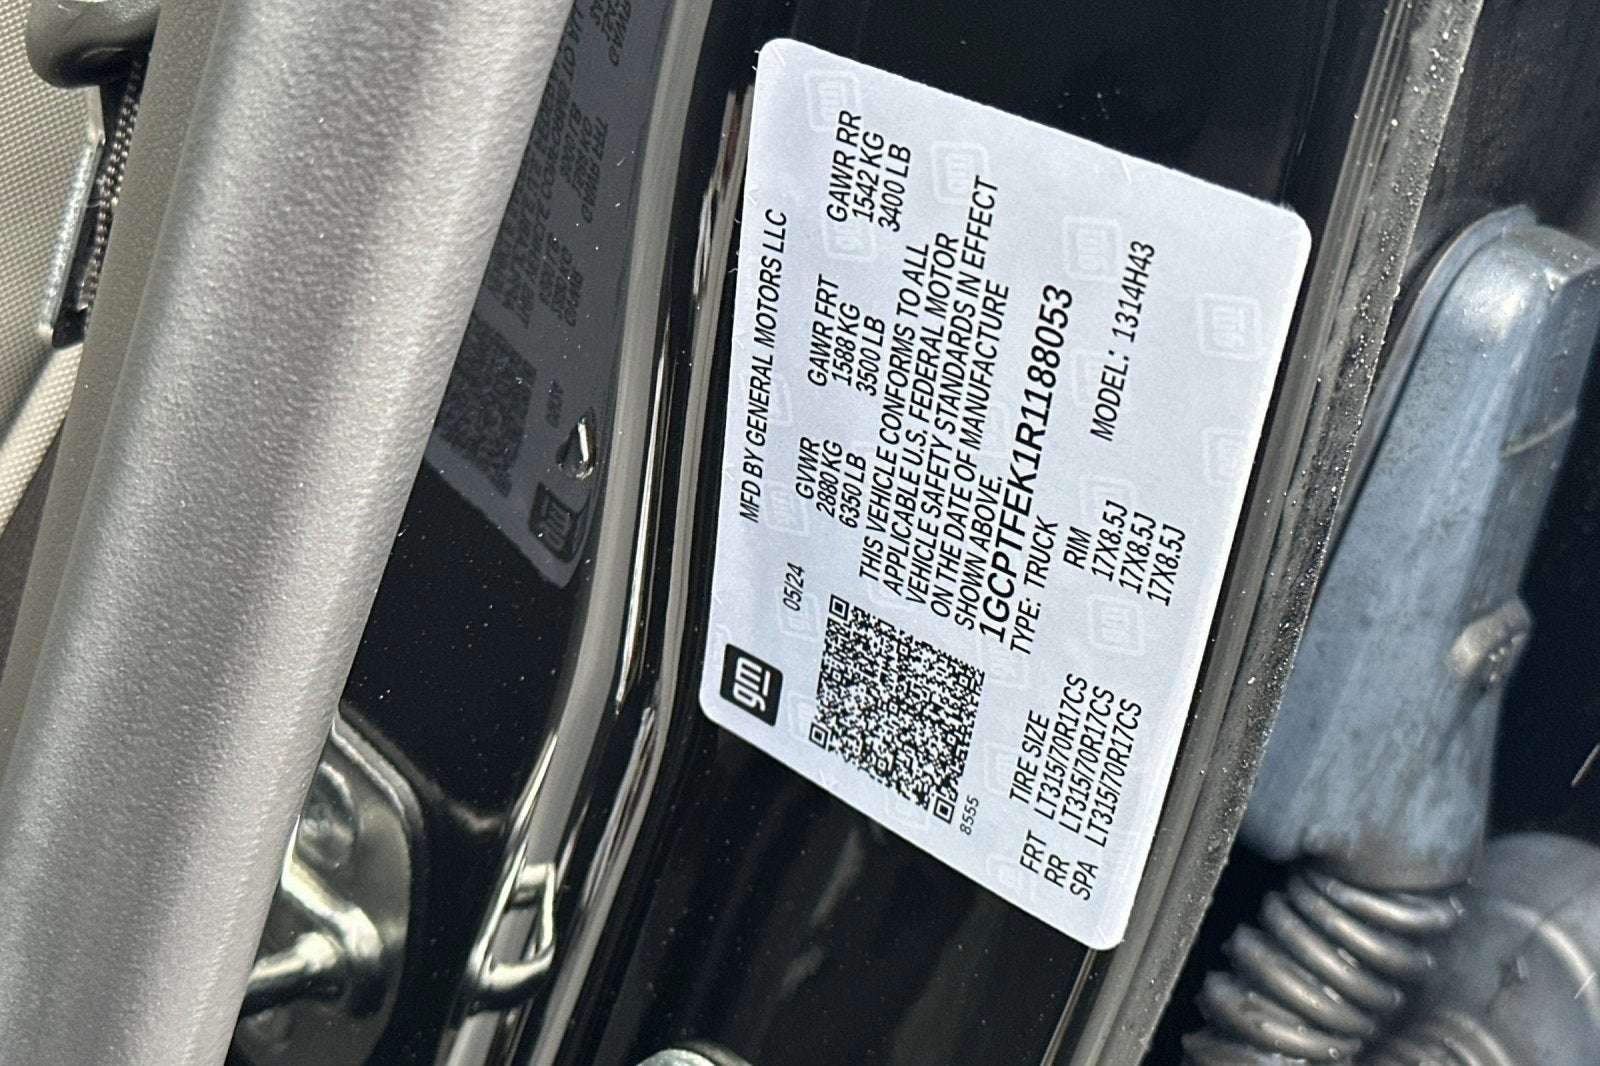 gm
MFD BY GENERAL MOTORS LLC
05/24
GVWR GAWR FRT GAWR RR
2880 KG 1588 KG 1542 KG
6350 LB 3500 LB 3400 LB
THIS VEHICLE CONFORMS TO ALL
APPLICABLE U.S. FEDERAL MOTOR
VEHICLE SAFETY STANDARDS IN EFFECT
ON THE DATE OF MANUFACTURE
SHOWN ABOVE.
1GCPTFEK1R1188053
TYPE: TRUCK MODEL: 1314H43
8555
TIRE SIZE RIM
FRT LT315/70R17CS 17X8.5J
RR LT315/70R17CS 17X8.5J
SPA LT315/70R17CS 17X8.5J